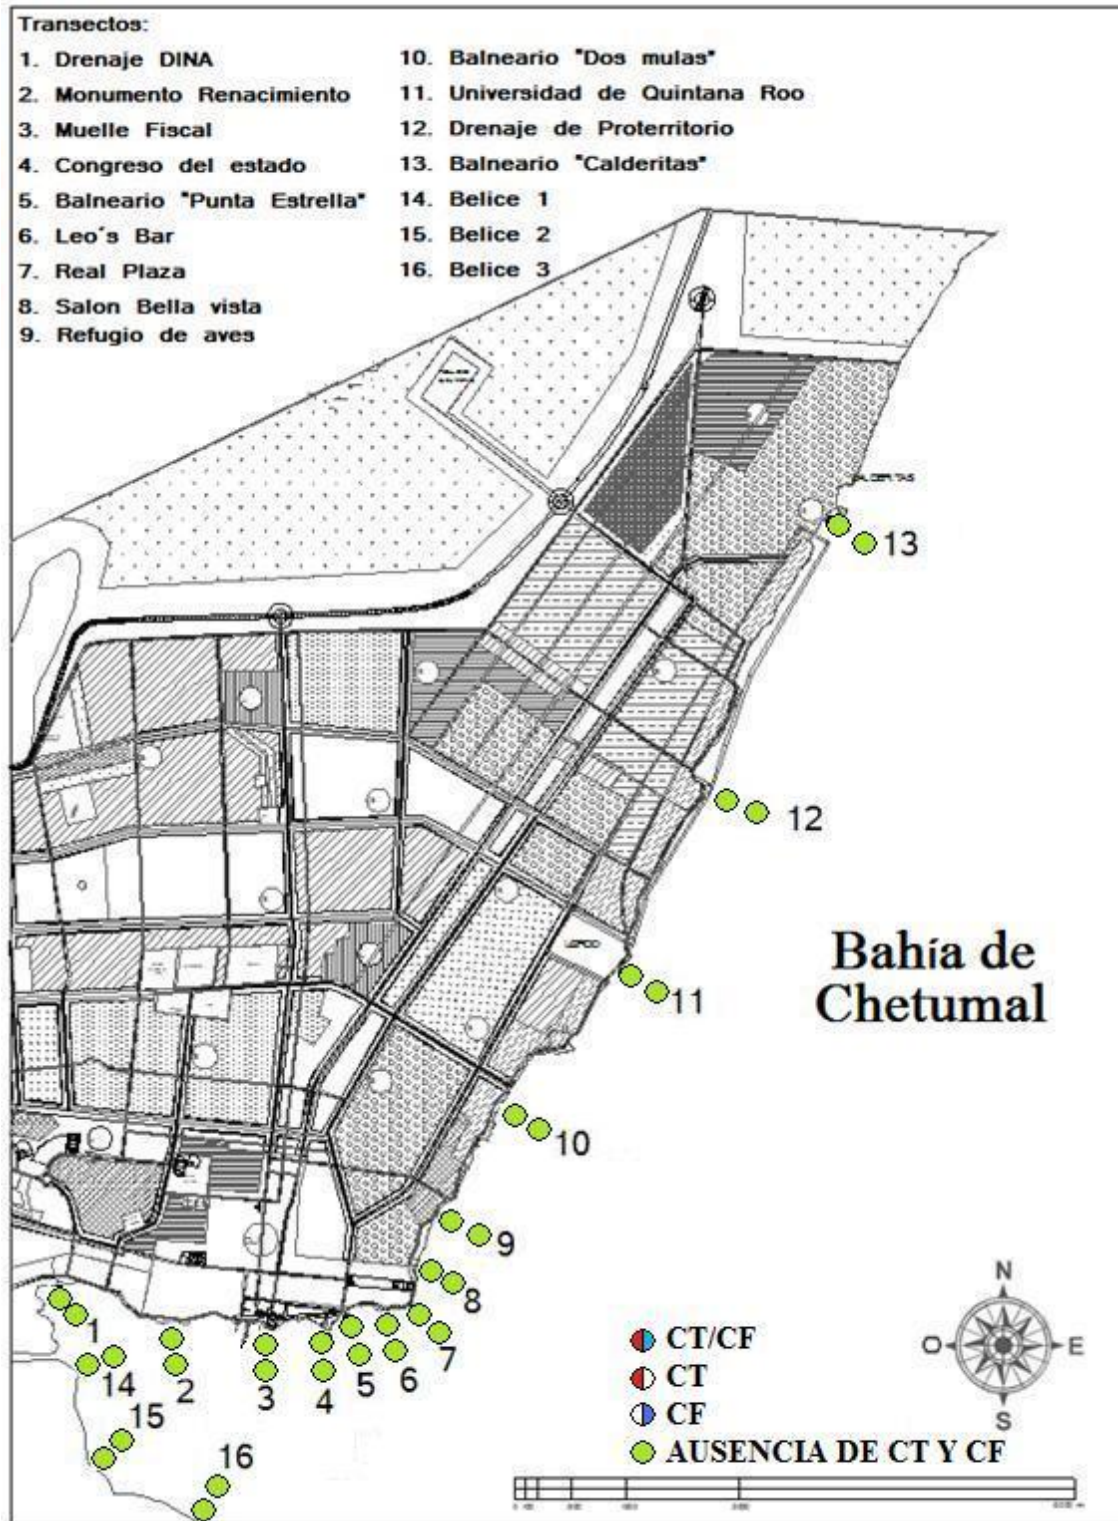 Transectos:
1. Drenaje DINA
2. Monumento Renacimiento
3. Muelle Fiscal
4. Congreso del estado
5. Balneario "Punta Estrella"
6. Leo´s Bar
7. Real Plaza
8. Salon Bella vista
9. Refugio de aves
10. Balneario "Dos mulas"
11. Universidad de Quintana Roo
12. Drenaje de Proterritorio
13. Balneario "Calderitas"
14. Belice 1
15. Belice 2
16. Belice 3
13
12
Bahía de
Chetumal
11
10
9
8
7
6
5
4
3
2
1
14
15
16
CT/CF
CT
CF
AUSENCIA DE CT Y CF
N
O
E
S